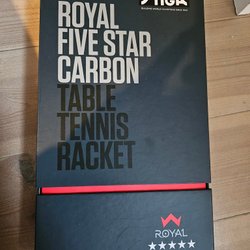 STIGA
ROYAL
FIVE STAR
CARBON
TABLE
TENNIS
RACKET
ROYAL